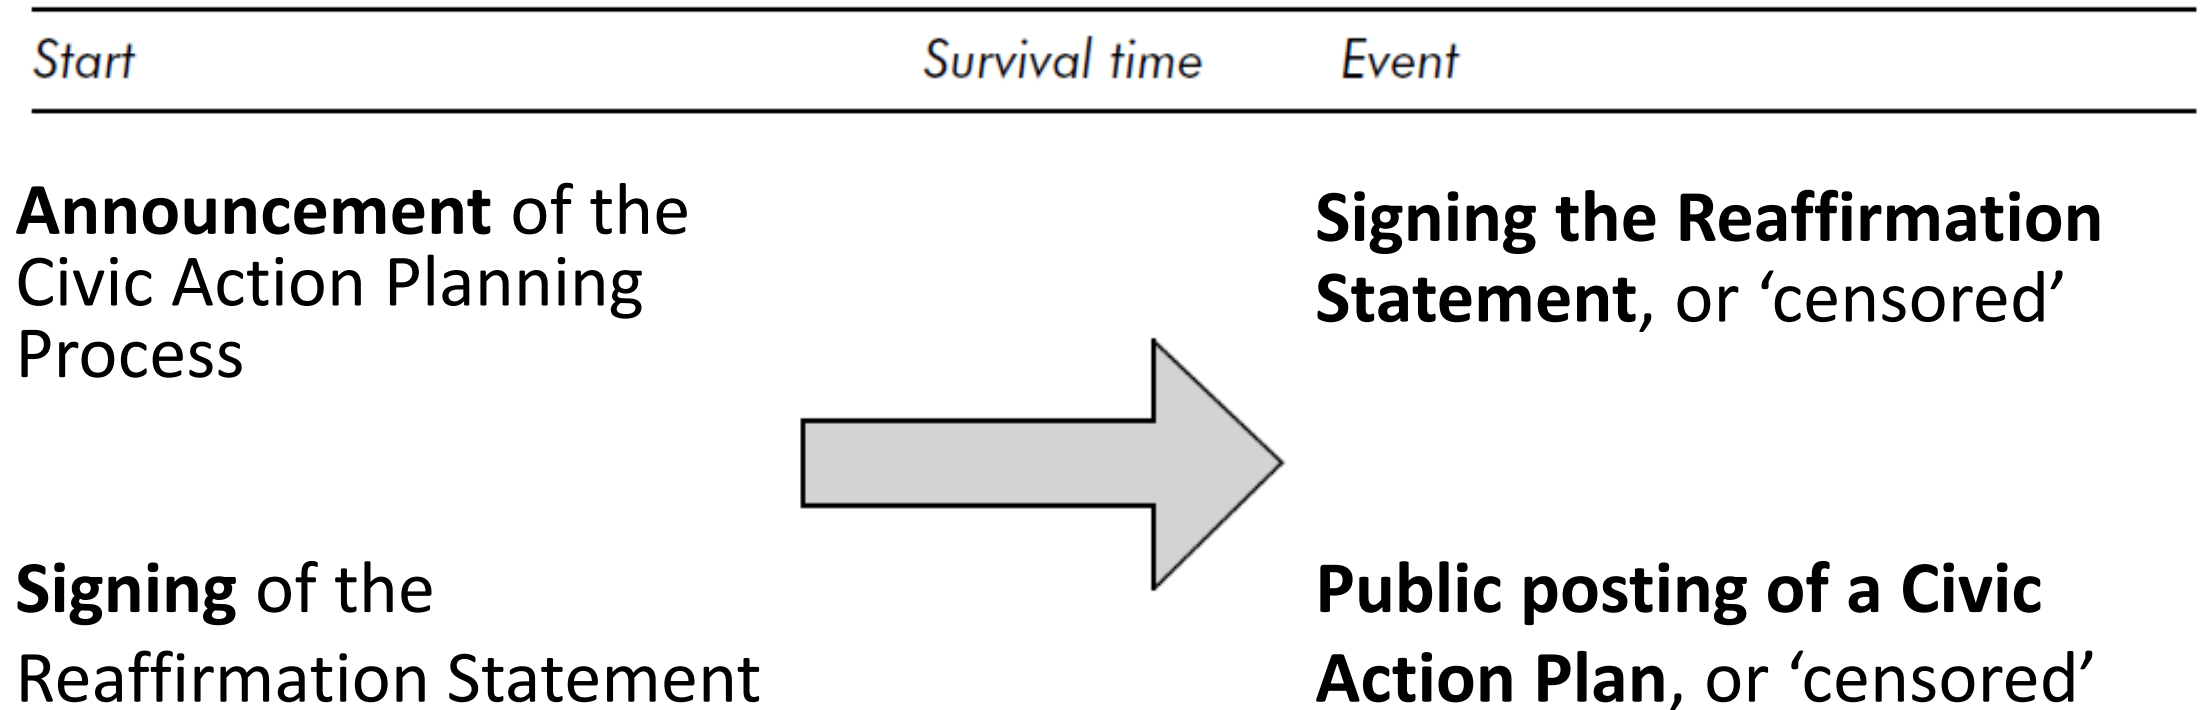 Start Survival time Event
Announcement of the
Civic Action Planning
Process
Signing the Reaffirmation
Statement, or ‘censored’
Signing of the
Reaffirmation Statement
Public posting of a Civic
Action Plan, or ‘censored’